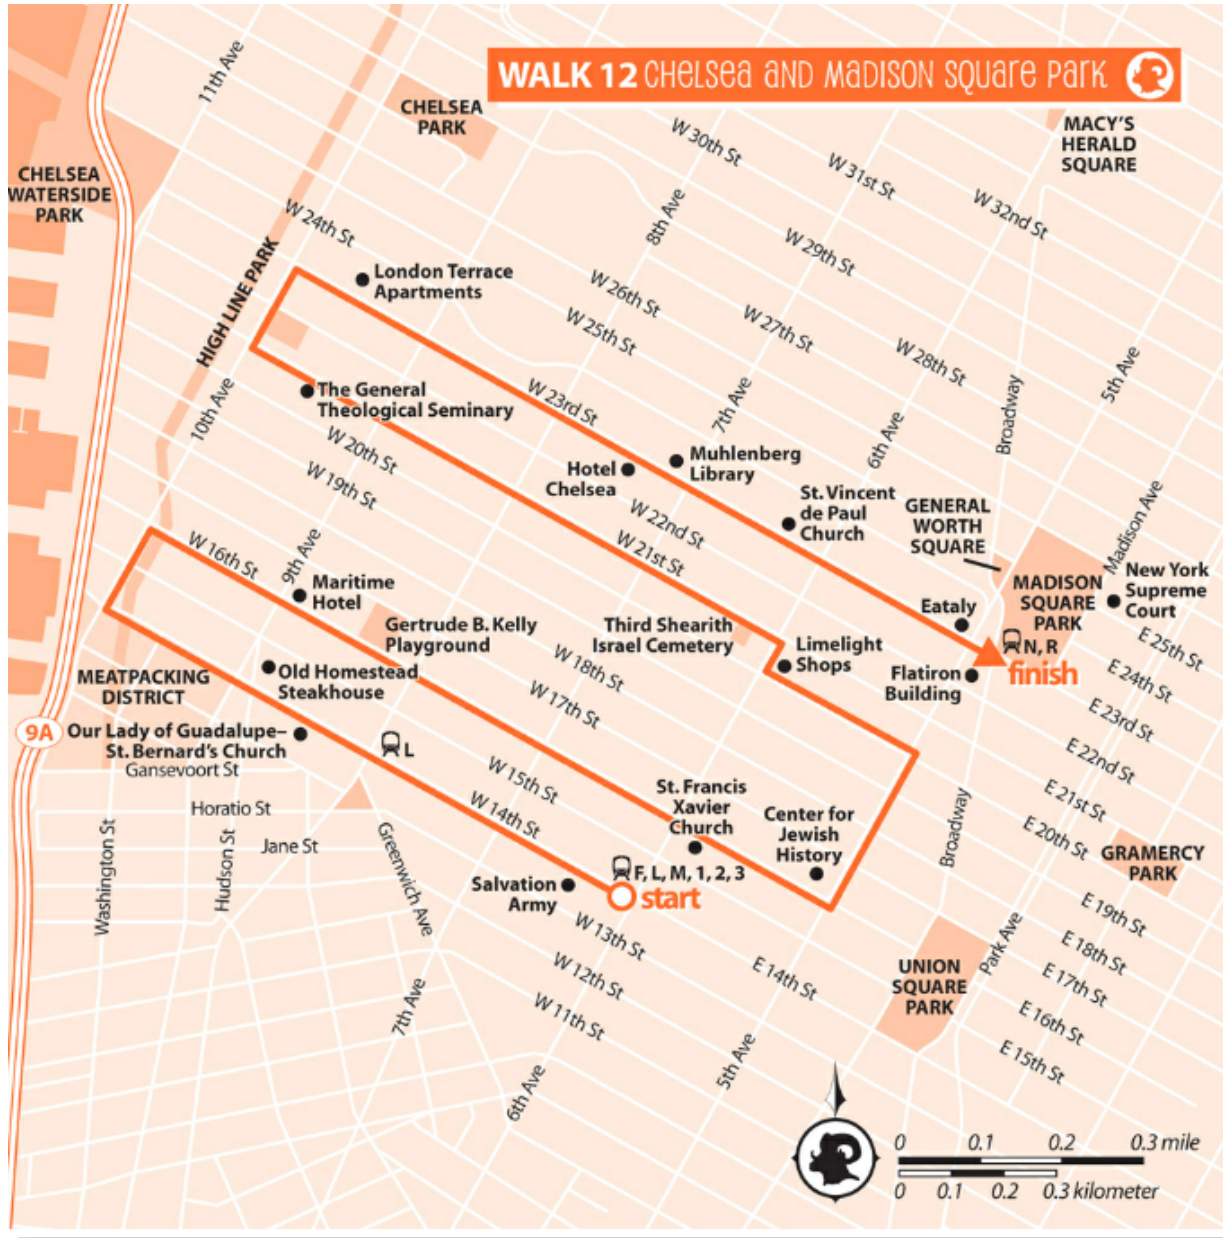 WALK 12 CHELSEA AND MADISON SQUARE PARK
11th Ave
CHELSEA
PARK
MACY'S
HERALD
SQUARE
W 30th St
W 31st St
W 32nd St
CHELSEA
WATERSIDE
PARK
W 24th St
8th Ave
W 29th St
HIGH LINE PARK
London Terrace
Apartments
W 26th St
W 25th St
W 27th St
W 28th St
5th Ave
10th Ave
The General
Theological Seminary
W 23rd St
7th Ave
6th Ave
Broadway
W 20th St
W 19th St
Hotel
Chelsea
Muhlenberg
Library
St. Vincent
de Paul
Church
GENERAL
WORTH
SQUARE
Madison Ave
W 22nd St
W 21st St
W 16th St
9th Ave
Maritime
Hotel
MADISON
SQUARE
PARK
New York
Supreme
Court
Gertrude B. Kelly
Playground
Third Shearith
Israel Cemetery
Eataly
N, R
E 25th St
Limelight
Shops
Flatiron
Building
finish
E 24th St
MEATPACKING
DISTRICT
Old Homestead
Steakhouse
W 18th St
W 17th St
E 23rd St
9A
Our Lady of Guadalupe–
St. Bernard's Church
L
E 22nd St
Gansevoort St
W 15th St
W 14th St
St. Francis
Xavier
Church
Center for
Jewish
History
E 21st St
Horatio St
Jane St
Washington St
Hudson St
Greenwich Ave
Broadway
E 20th St
GRAMERCY
PARK
F, L, M, 1, 2, 3
Salvation
Army
start
E 19th St
W 13th St
W 12th St
W 11th St
E 14th St
UNION
SQUARE
PARK
Park Ave
E 18th St
E 17th St
E 16th St
E 15th St
7th Ave
6th Ave
5th Ave
0 0.1 0.2 0.3 mile
0 0.1 0.2 0.3 kilometer